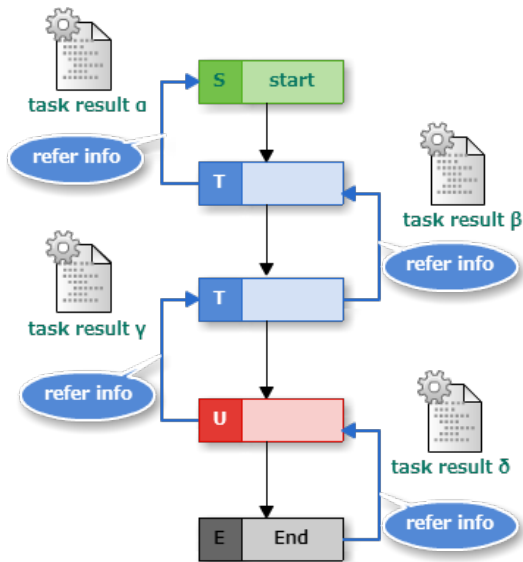 S start
task result α
refer info
T
task result β
refer info
T
task result γ
refer info
U
task result δ
refer info
E End